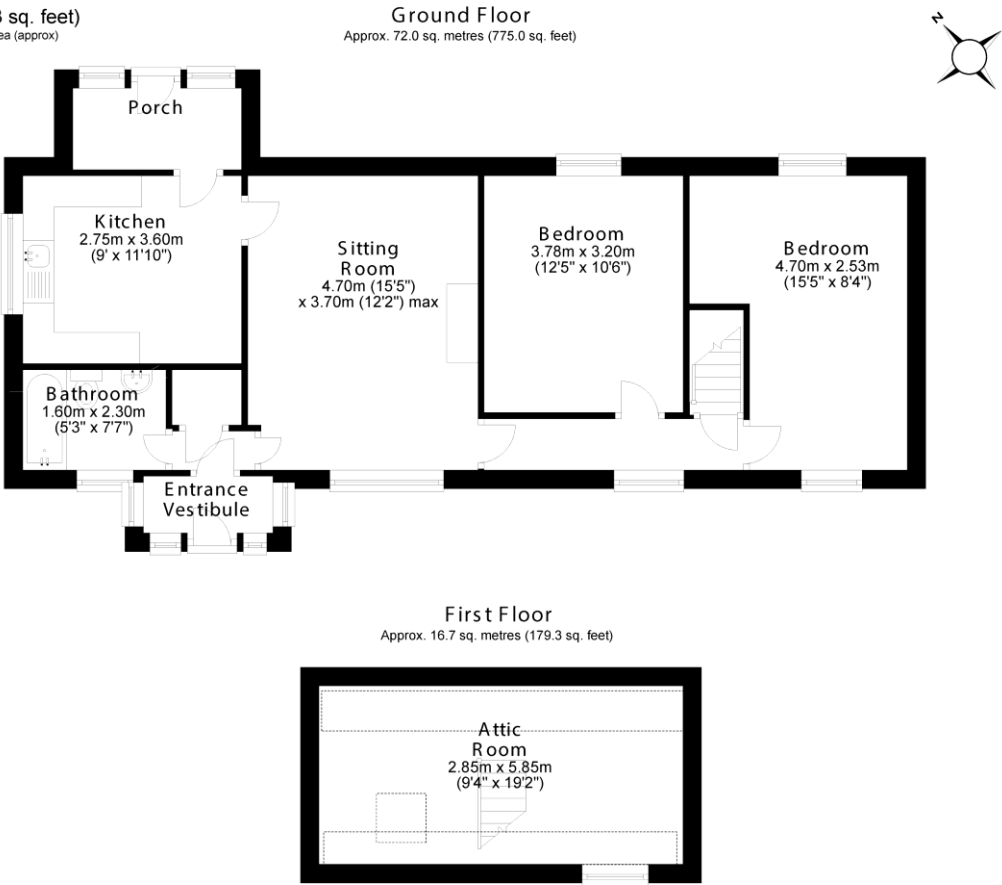 sq. feet)
(approx)
Ground Floor
Approx. 72.0 sq. metres (775.0 sq. feet)
N
Porch
Kitchen
2.75m x 3.60m
(9' x 11'10")
Sitting
Room
4.70m (15'5")
x 3.70m (12'2") max
Bedroom
3.78m x 3.20m
(12'5" x 10'6")
Bedroom
4.70m x 2.53m
(15'5" x 8'4")
Bathroom
1.60m x 2.30m
(5'3" x 7'7")
Entrance
Vestibule
First Floor
Approx. 16.7 sq. metres (179.3 sq. feet)
Attic
Room
2.85m x 5.85m
(9'4" x 19'2")